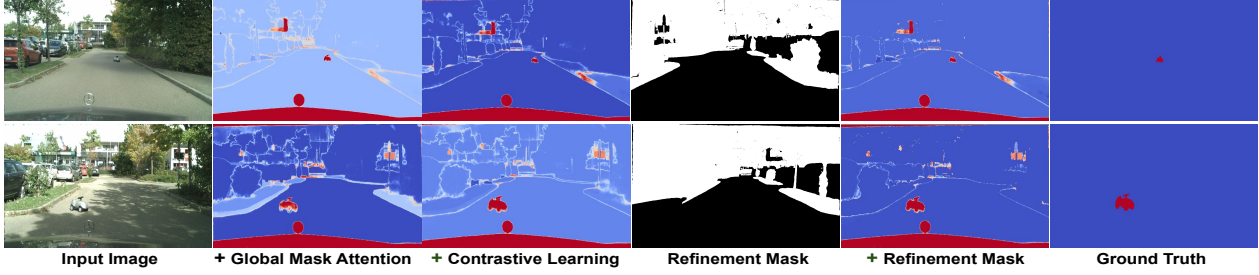 Input Image
+ Global Mask Attention
+ Contrastive Learning
Refinement Mask
+ Refinement Mask
Ground Truth